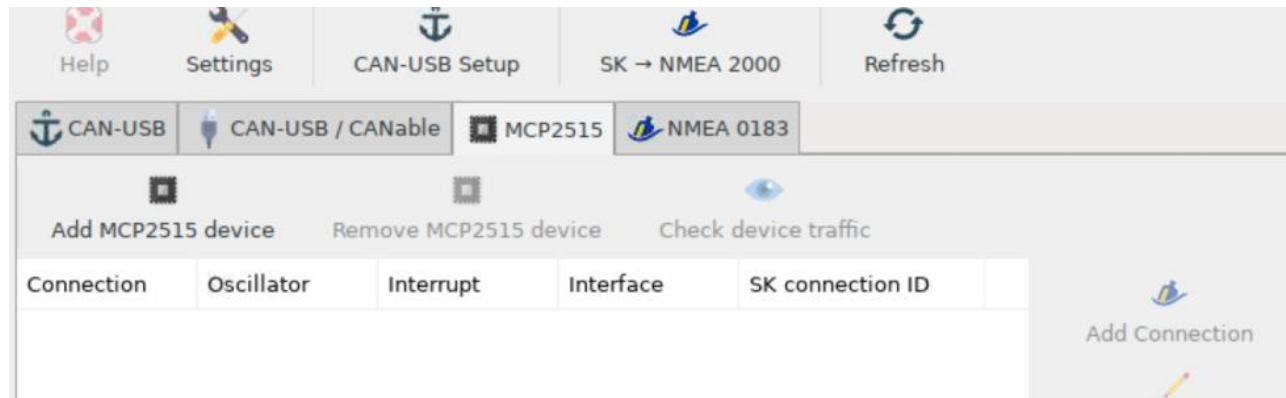 Help Settings CAN-USB Setup SK → NMEA 2000 Refresh
CAN-USB CAN-USB / CANable MCP2515 NMEA 0183
Add MCP2515 device Remove MCP2515 device Check device traffic
Connection Oscillator Interrupt Interface SK connection ID
Add Connection